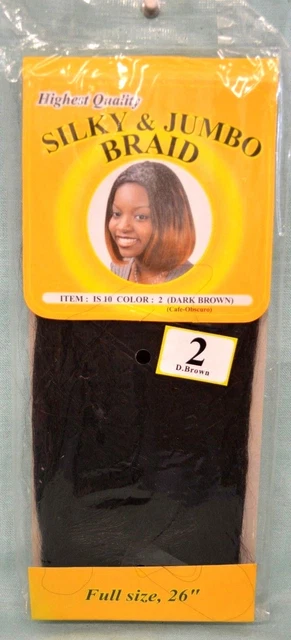 Highest Quality
SILKY & JUMBO
BRAID
ITEM : IS 10 COLOR : 2 (DARK BROWN)
(Cafe-Obscuro)
2
D.Brown
Full size, 26"